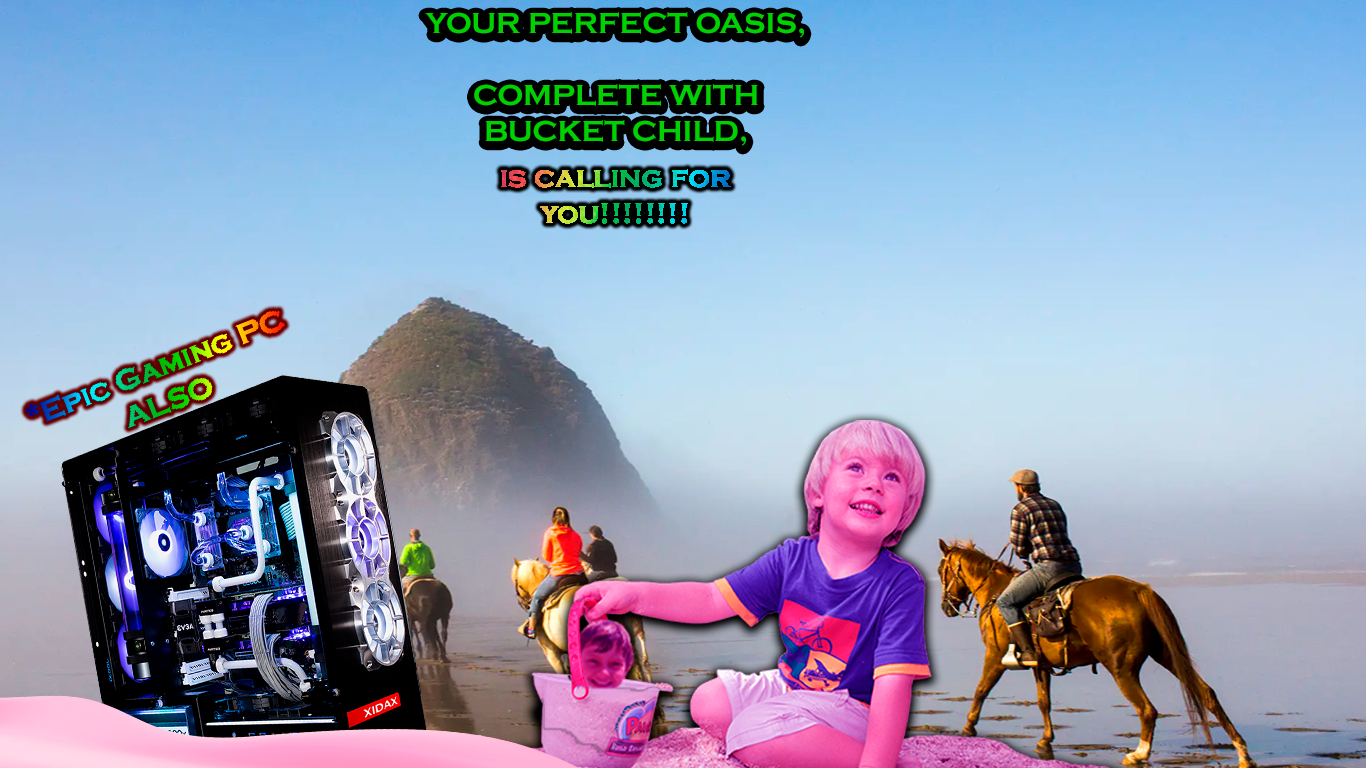 YOUR PERFECT OASIS,
COMPLETE WITH
BUCKET CHILD,
IS CALLING FOR
YOU!!!!!!!!
*EPIC GAMING PC
ALSO
EVGA
XIDAX